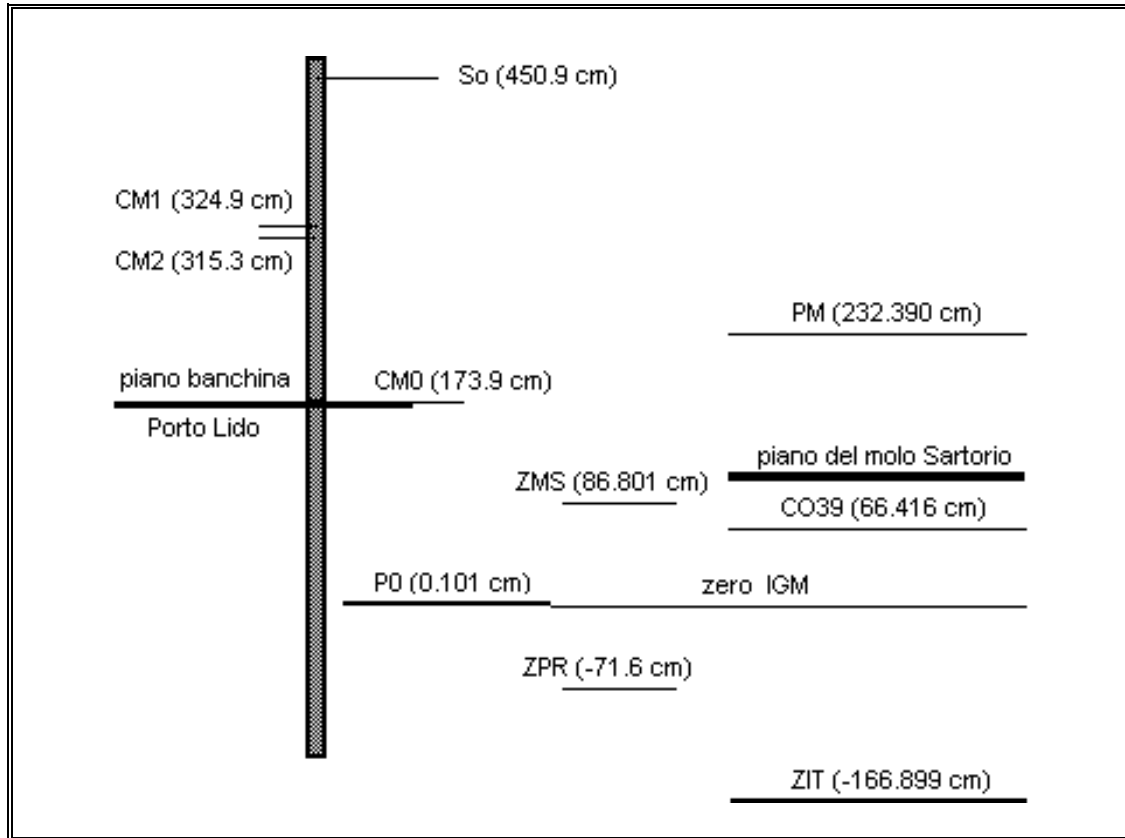 So (450.9 cm)
CM1 (324.9 cm)
CM2 (315.3 cm)
PM (232.390 cm)
piano banchina
CM0 (173.9 cm)
Porto Lido
piano del molo Sartorio
ZMS (86.801 cm)
CO39 (66.416 cm)
P0 (0.101 cm)
zero IGM
ZPR (-71.6 cm)
ZIT (-166.899 cm)